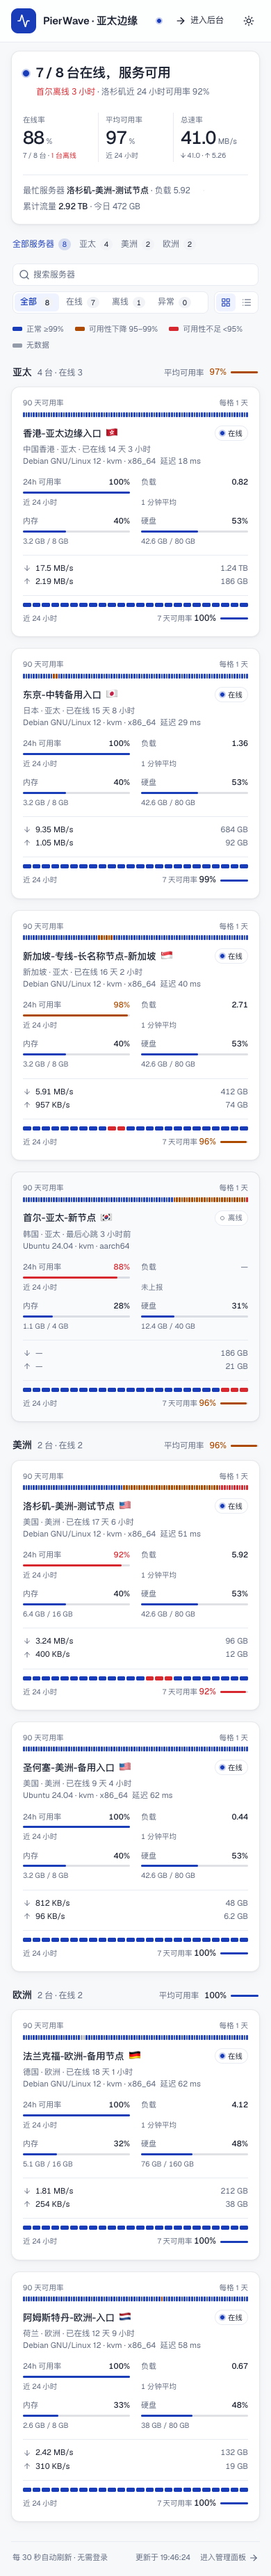 PierWave · 亚太边缘
进入后台
7 / 8 台在线，服务可用
首尔离线 3 小时 · 洛杉矶近 24 小时可用率 92%
在线率 平均可用率 总速率
88 % 97 % 41.0 MB/s
7 / 8 台 · 1 台离线 近 24 小时 ↓ 41.0 · ↑ 5.26
最忙服务器 洛杉矶-美洲-测试节点 · 负载 5.92
累计流量 2.92 TB · 今日 472 GB
全部服务器 8 亚太 4 美洲 2 欧洲 2
搜索服务器
全部 8 在线 7 离线 1 异常 0
正常 ≥99% 可用性下降 95–99% 可用性不足 <95%
无数据
亚太 4 台 · 在线 3 平均可用率 97%
90 天可用率 每格 1 天
香港-亚太边缘入口 🇭🇰 在线
中国香港 · 亚太 · 已在线 14 天 3 小时
Debian GNU/Linux 12 · kvm · x86_64 延迟 18 ms
24h 可用率 100% 负载 0.82
近 24 小时 1 分钟平均
内存 40% 硬盘 53%
3.2 GB / 8 GB 42.6 GB / 80 GB
↓ 17.5 MB/s 1.24 TB
↑ 2.19 MB/s 186 GB
近 24 小时 7 天可用率 100%
90 天可用率 每格 1 天
东京-中转备用入口 🇯🇵 在线
日本 · 亚太 · 已在线 15 天 8 小时
Debian GNU/Linux 12 · kvm · x86_64 延迟 29 ms
24h 可用率 100% 负载 1.36
近 24 小时 1 分钟平均
内存 40% 硬盘 53%
3.2 GB / 8 GB 42.6 GB / 80 GB
↓ 9.35 MB/s 684 GB
↑ 1.05 MB/s 92 GB
近 24 小时 7 天可用率 99%
90 天可用率 每格 1 天
新加坡-专线-长名称节点-新加坡 🇸🇬 在线
新加坡 · 亚太 · 已在线 16 天 2 小时
Debian GNU/Linux 12 · kvm · x86_64 延迟 40 ms
24h 可用率 98% 负载 2.71
近 24 小时 1 分钟平均
内存 40% 硬盘 53%
3.2 GB / 8 GB 42.6 GB / 80 GB
↓ 5.91 MB/s 412 GB
↑ 957 KB/s 74 GB
近 24 小时 7 天可用率 96%
90 天可用率 每格 1 天
首尔-亚太-新节点 🇰🇷 离线
韩国 · 亚太 · 最后心跳 3 小时前
Ubuntu 24.04 · kvm · aarch64
24h 可用率 88% 负载 —
近 24 小时 未上报
内存 28% 硬盘 31%
1.1 GB / 4 GB 12.4 GB / 40 GB
↓ — 186 GB
↑ — 21 GB
近 24 小时 7 天可用率 96%
美洲 2 台 · 在线 2 平均可用率 96%
90 天可用率 每格 1 天
洛杉矶-美洲-测试节点 🇺🇸 在线
美国 · 美洲 · 已在线 17 天 6 小时
Debian GNU/Linux 12 · kvm · x86_64 延迟 51 ms
24h 可用率 92% 负载 5.92
近 24 小时 1 分钟平均
内存 40% 硬盘 53%
6.4 GB / 16 GB 42.6 GB / 80 GB
↓ 3.24 MB/s 96 GB
↑ 400 KB/s 12 GB
近 24 小时 7 天可用率 92%
90 天可用率 每格 1 天
圣何塞-美洲-备用入口 🇺🇸 在线
美国 · 美洲 · 已在线 9 天 4 小时
Ubuntu 24.04 · kvm · x86_64 延迟 62 ms
24h 可用率 100% 负载 0.44
近 24 小时 1 分钟平均
内存 40% 硬盘 53%
3.2 GB / 8 GB 42.6 GB / 80 GB
↓ 812 KB/s 48 GB
↑ 96 KB/s 6.2 GB
近 24 小时 7 天可用率 100%
欧洲 2 台 · 在线 2 平均可用率 100%
90 天可用率 每格 1 天
法兰克福-欧洲-备用节点 🇩🇪 在线
德国 · 欧洲 · 已在线 18 天 1 小时
Debian GNU/Linux 12 · kvm · x86_64 延迟 62 ms
24h 可用率 100% 负载 4.12
近 24 小时 1 分钟平均
内存 32% 硬盘 48%
5.1 GB / 16 GB 76 GB / 160 GB
↓ 1.81 MB/s 212 GB
↑ 254 KB/s 38 GB
近 24 小时 7 天可用率 100%
90 天可用率 每格 1 天
阿姆斯特丹-欧洲-入口 🇳🇱 在线
荷兰 · 欧洲 · 已在线 12 天 9 小时
Debian GNU/Linux 12 · kvm · x86_64 延迟 58 ms
24h 可用率 100% 负载 0.67
近 24 小时 1 分钟平均
内存 33% 硬盘 48%
2.6 GB / 8 GB 38 GB / 80 GB
↓ 2.42 MB/s 132 GB
↑ 310 KB/s 19 GB
近 24 小时 7 天可用率 100%
每 30 秒自动刷新 · 无需登录 更新于 19:46:24 进入管理面板